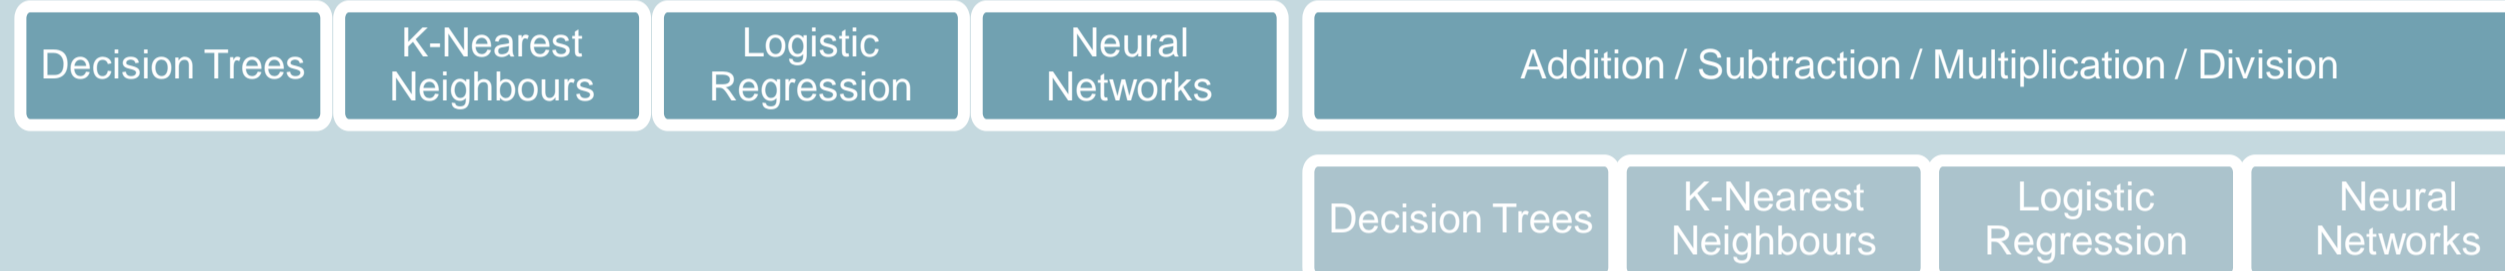 Decision Trees
K-Nearest
Neighbours
Logistic
Regression
Neural
Networks
Addition / Subtraction / Multiplication / Division
Decision Trees
K-Nearest
Neighbours
Logistic
Regression
Neural
Networks